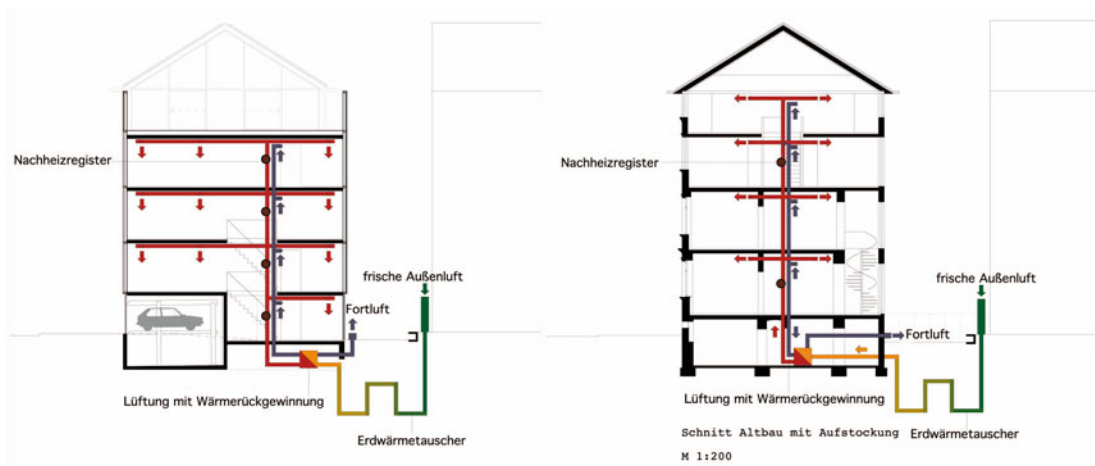 Nachheizregister
frische Außenluft
Fortluft
Lüftung mit Wärmerückgewinnung
Erdwärmetauscher
Nachheizregister
frische Außenluft
Fortluft
Lüftung mit Wärmerückgewinnung
Erdwärmetauscher
Schnitt Altbau mit Aufstockung
M 1:200